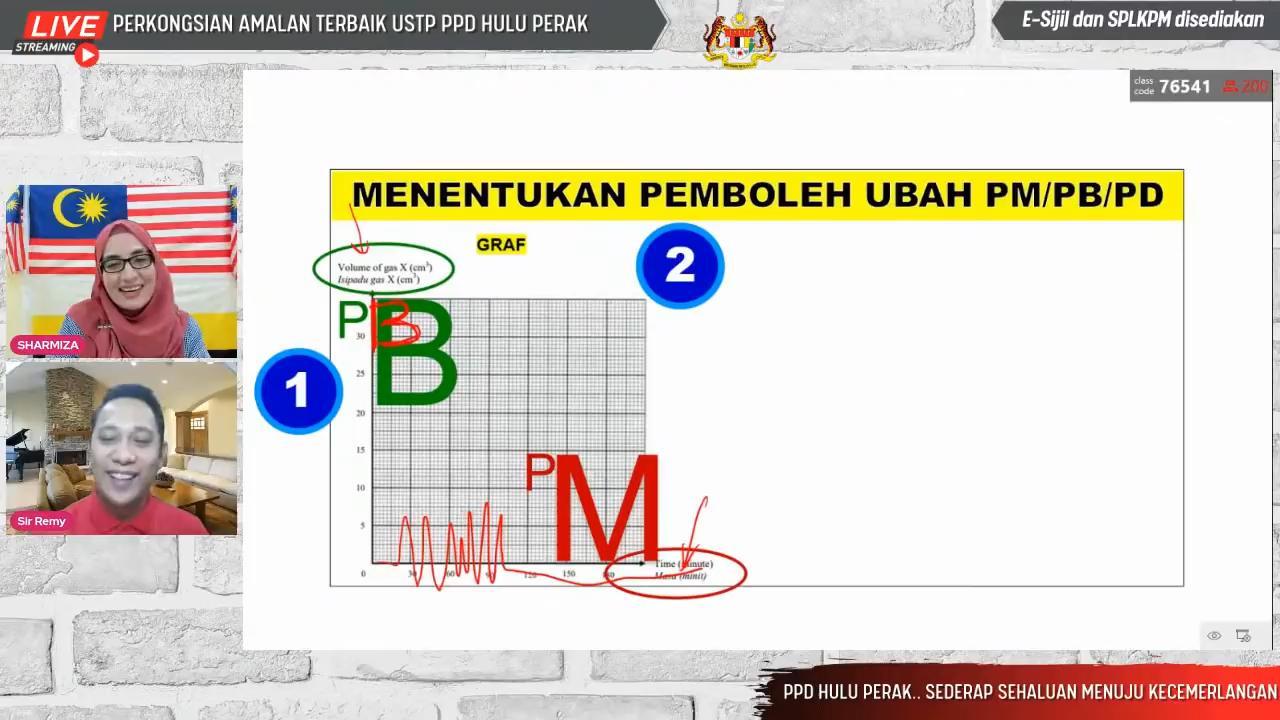 LIVE
STREAMING
PERKONGSIAN AMALAN TERBAIK USTP PPD HULU PERAK
E-Sijil dan SPLKPM disediakan
class
code 76541 200
MENENTUKAN PEMBOLEH UBAH PM/PB/PD
GRAF
2
Volume of gas X (cm³)
Isipadu gas X (cm³)
PB
B
1
30
25
20
15
10
5
0
30
60
90
120
150
180
PM
Time (minute)
Masa (minit)
SHARMIZA
Sir Remy
PPD HULU PERAK.. SEDERAP SEHALUAN MENUJU KECEMERLANGAN